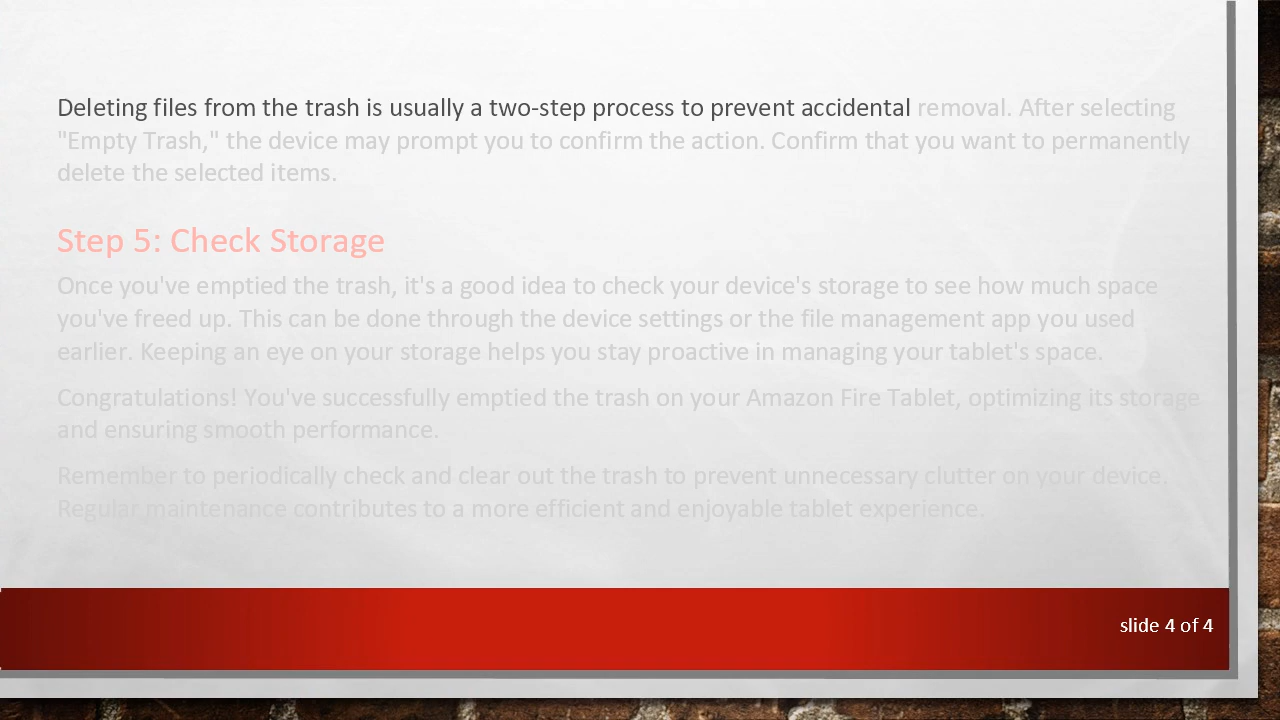 Deleting files from the trash is usually a two-step process to prevent accidental removal. After selecting
"Empty Trash," the device may prompt you to confirm the action. Confirm that you want to permanently
delete the selected items.
Step 5: Check Storage
Once you've emptied the trash, it's a good idea to check your device's storage to see how much space
you've freed up. This can be done through the device settings or the file management app you used
earlier. Keeping an eye on your storage helps you stay proactive in managing your tablet's space.
Congratulations! You've successfully emptied the trash on your Amazon Fire Tablet, optimizing its storage
and ensuring smooth performance.
Remember to periodically check and clear out the trash to prevent unnecessary clutter on your device.
Regular maintenance contributes to a more efficient and enjoyable tablet experience.
slide 4 of 4